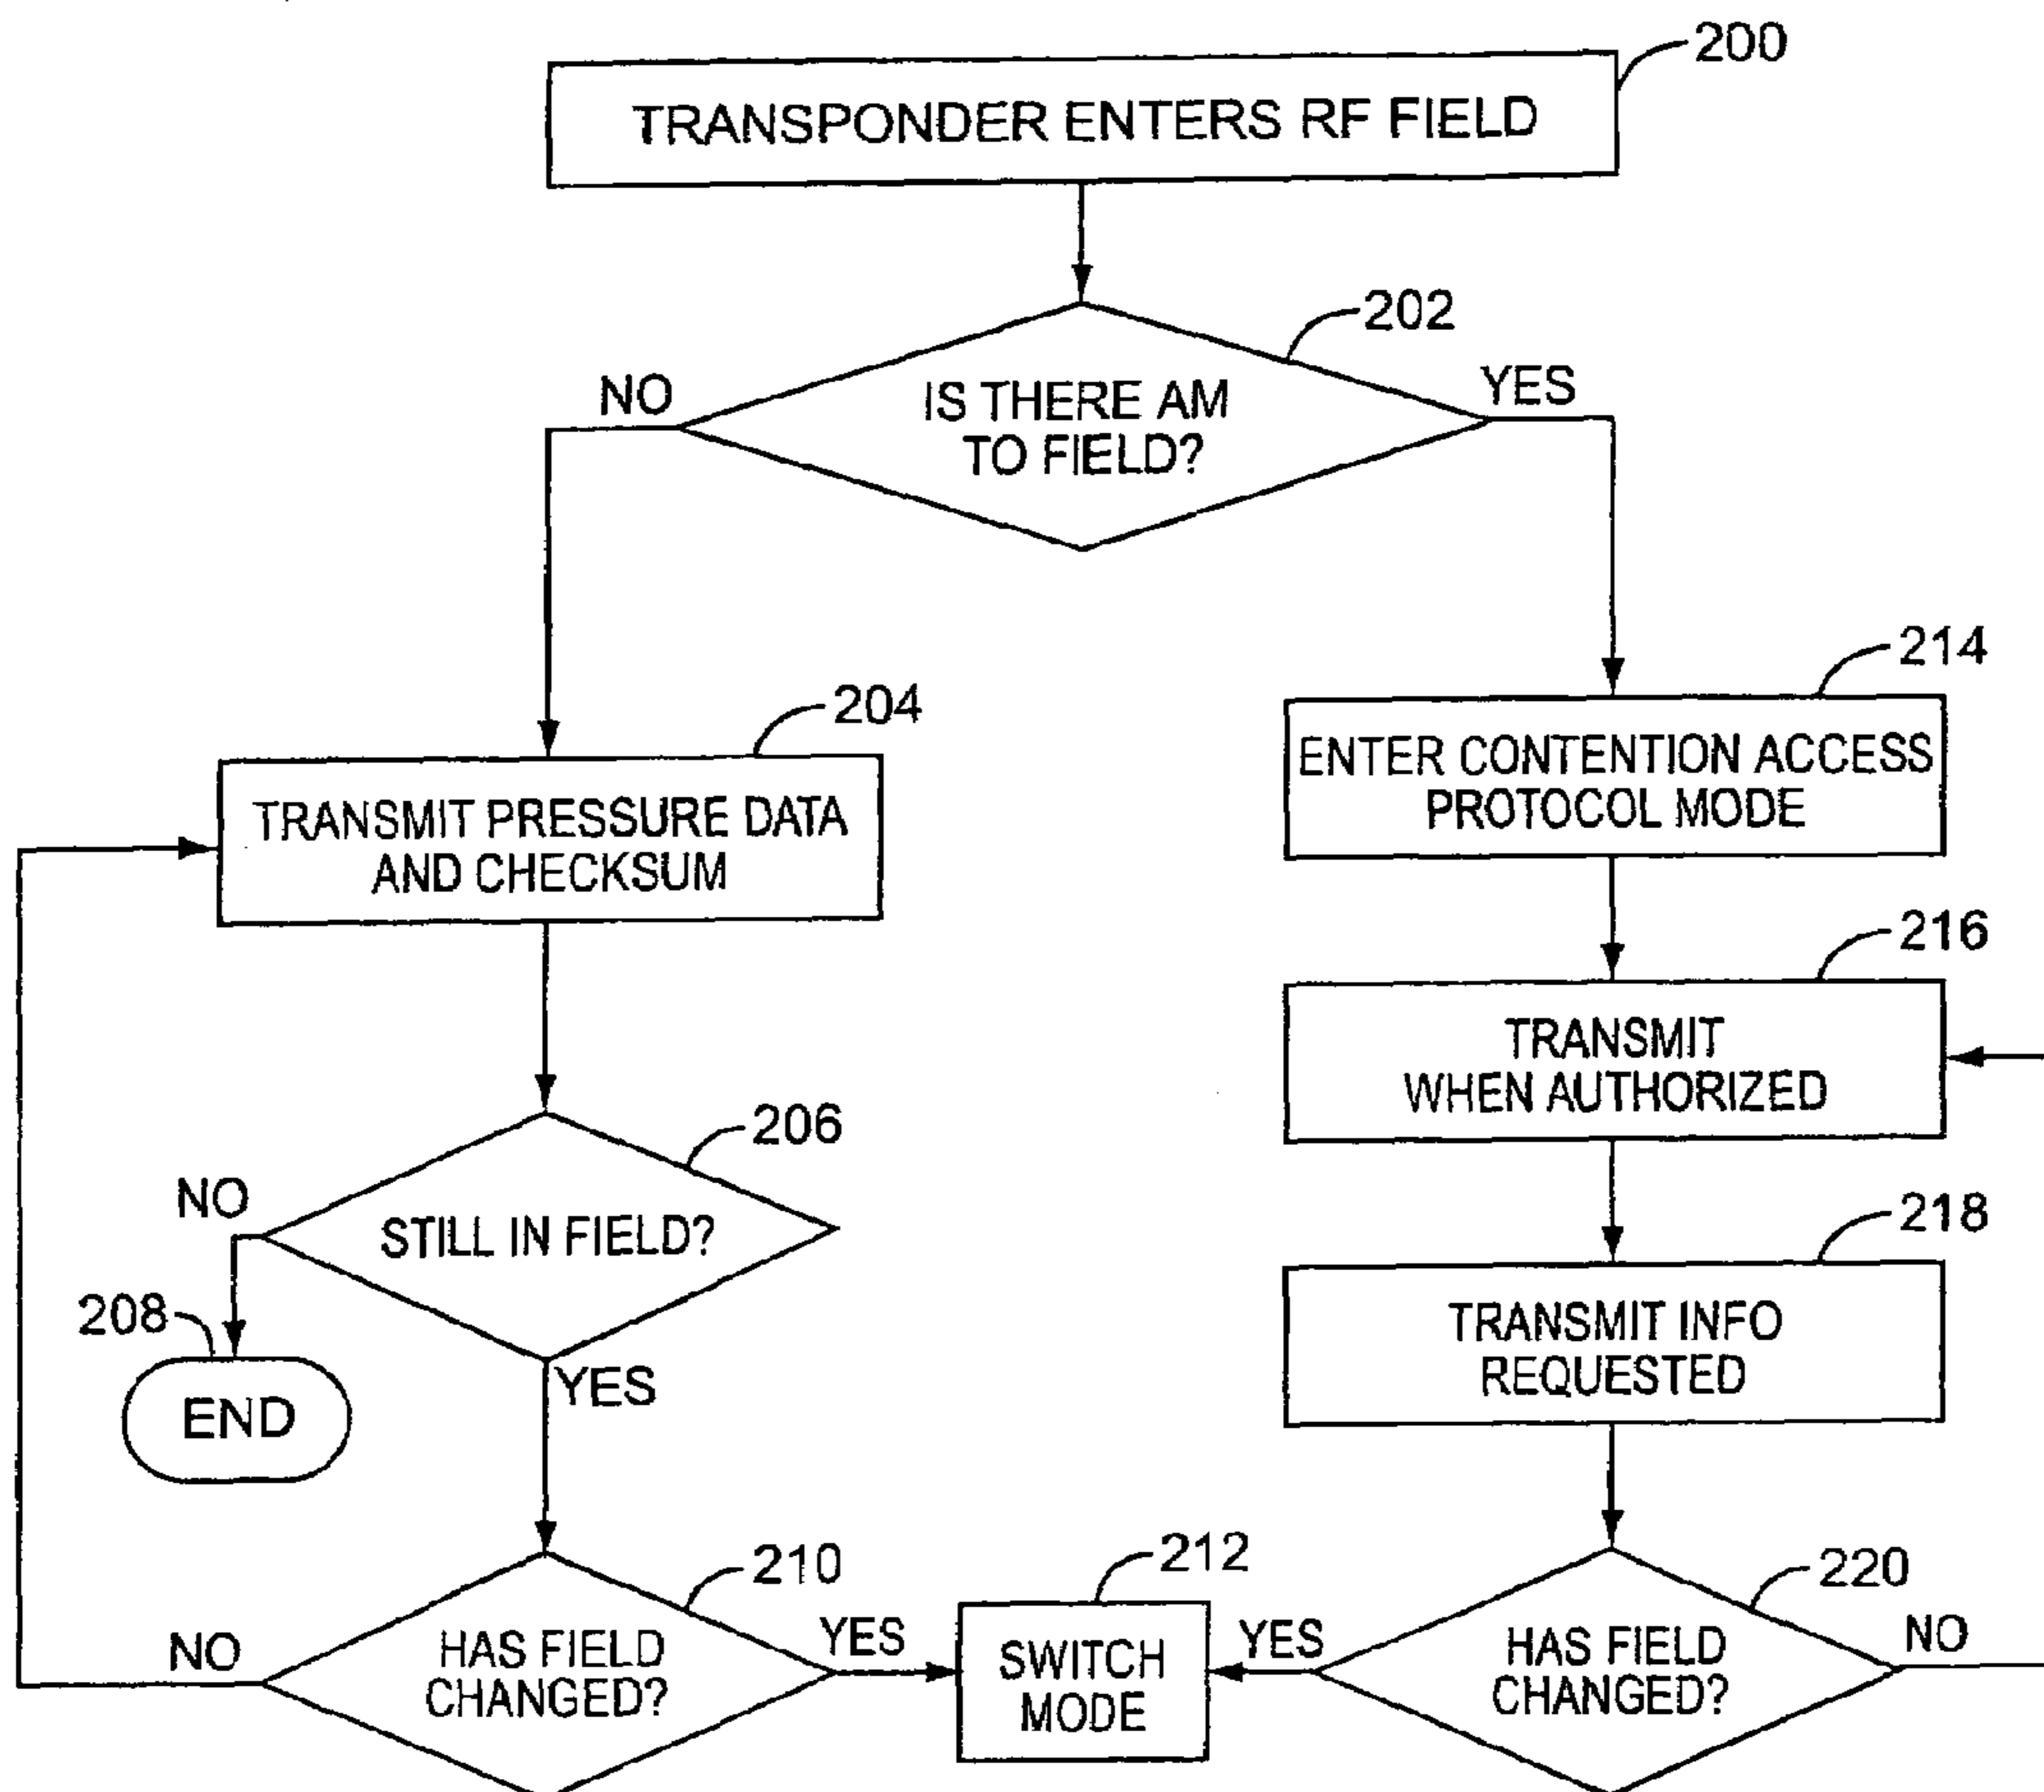 200
TRANSPONDER ENTERS RF FIELD
202
NO
IS THERE AM
TO FIELD?
YES
204
TRANSMIT PRESSURE DATA
AND CHECKSUM
206
NO
STILL IN FIELD?
208
END
YES
210
NO
HAS FIELD
CHANGED?
YES
212
SWITCH
MODE
214
ENTER CONTENTION ACCESS
PROTOCOL MODE
216
TRANSMIT
WHEN AUTHORIZED
218
TRANSMIT INFO
REQUESTED
220
YES
HAS FIELD
CHANGED?
NO